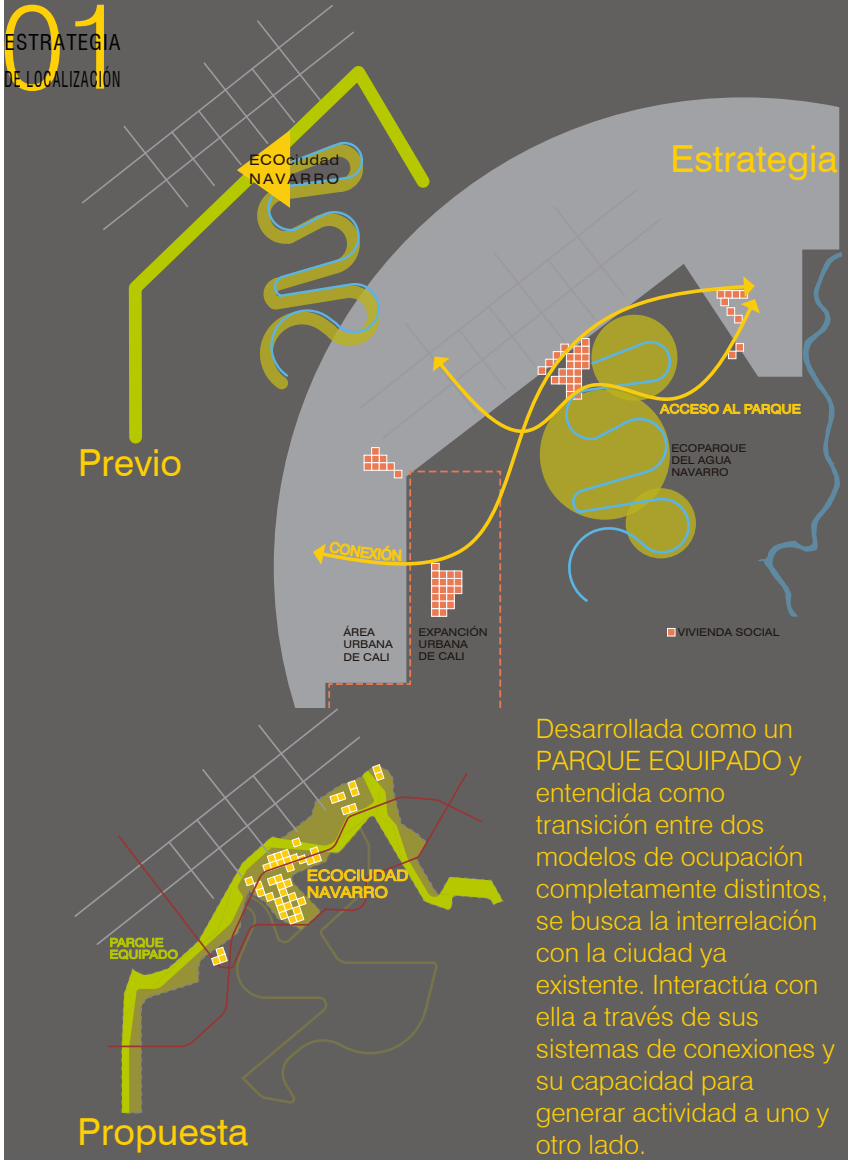 01
ESTRATEGIA
DE LOCALIZACIÓN
ECOciudad
NAVARRO
Previo
Estrategia
ACCESO AL PARQUE
ECOPARQUE
DEL AGUA
NAVARRO
CONEXIÓN
ÁREA
URBANA
DE CALI
EXPANCIÓN
URBANA
DE CALI
VIVIENDA SOCIAL
ECOCIUDAD
NAVARRO
PARQUE
EQUIPADO
Propuesta
Desarrollada como un
PARQUE EQUIPADO y
entendida como
transición entre dos
modelos de ocupación
completamente distintos,
se busca la interrelación
con la ciudad ya
existente. Interactúa con
ella a través de sus
sistemas de conexiones y
su capacidad para
generar actividad a uno y
otro lado.